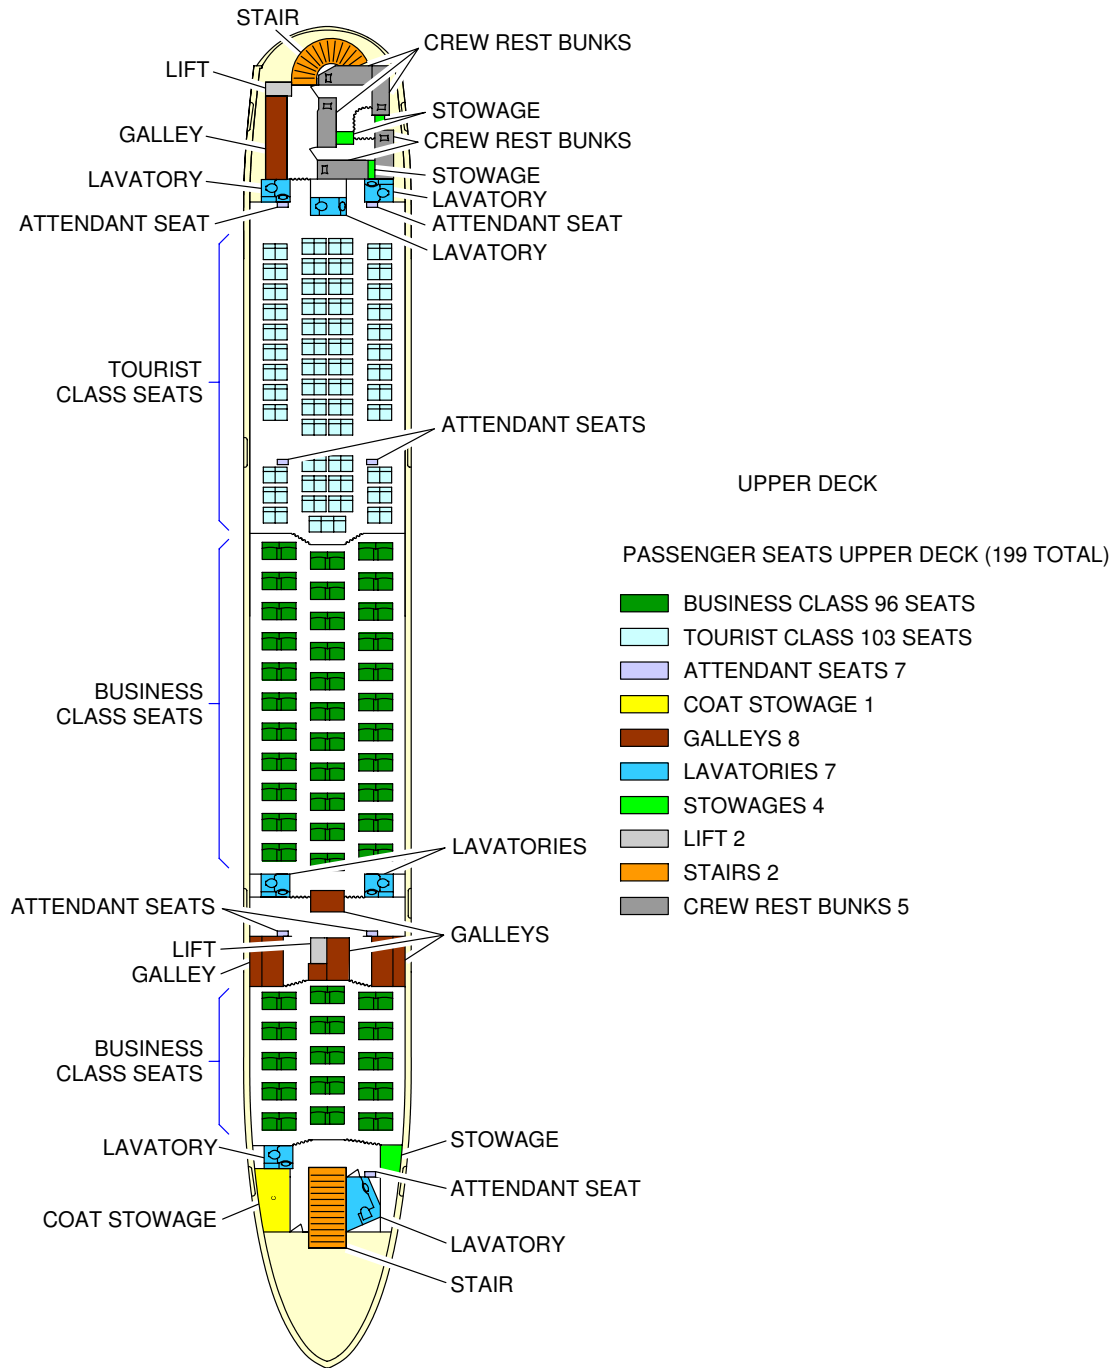 STAIR
CREW REST BUNKS
LIFT
STOWAGE
GALLEY
CREW REST BUNKS
STOWAGE
LAVATORY
LAVATORY
ATTENDANT SEAT
ATTENDANT SEAT
LAVATORY
TOURIST
CLASS SEATS
ATTENDANT SEATS
UPPER DECK
PASSENGER SEATS UPPER DECK (199 TOTAL)
BUSINESS CLASS 96 SEATS
TOURIST CLASS 103 SEATS
ATTENDANT SEATS 7
COAT STOWAGE 1
GALLEYS 8
LAVATORIES 7
STOWAGES 4
LIFT 2
STAIRS 2
CREW REST BUNKS 5
BUSINESS
CLASS SEATS
LAVATORIES
ATTENDANT SEATS
GALLEYS
LIFT
GALLEY
BUSINESS
CLASS SEATS
LAVATORY
STOWAGE
ATTENDANT SEAT
C
COAT STOWAGE
LAVATORY
STAIR